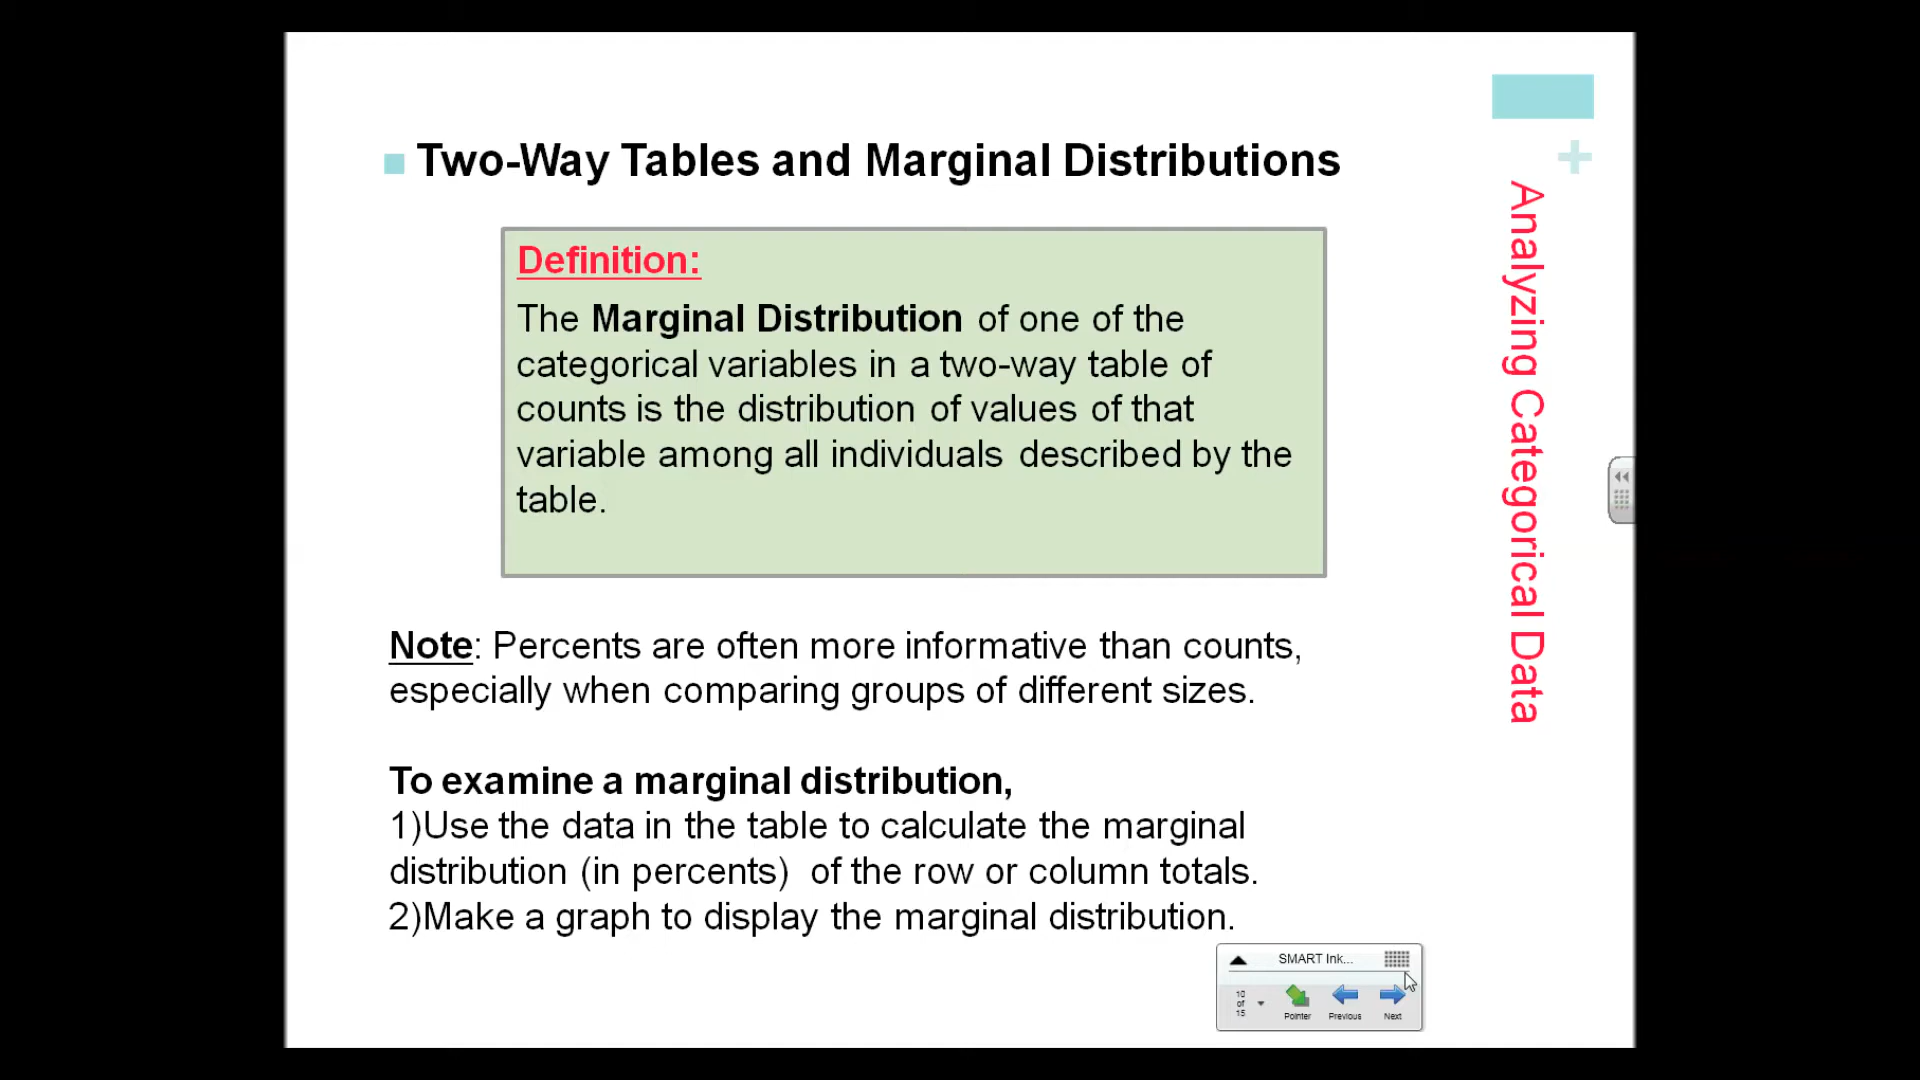 Two-Way Tables and Marginal Distributions
+
Definition:
The Marginal Distribution of one of the
categorical variables in a two-way table of
counts is the distribution of values of that
variable among all individuals described by the
table.
Note: Percents are often more informative than counts,
especially when comparing groups of different sizes.
To examine a marginal distribution,
1)Use the data in the table to calculate the marginal
distribution (in percents) of the row or column totals.
2)Make a graph to display the marginal distribution.
Analyzing Categorical Data
SMART Ink...
10
of
15
Pointer
Previous
Next